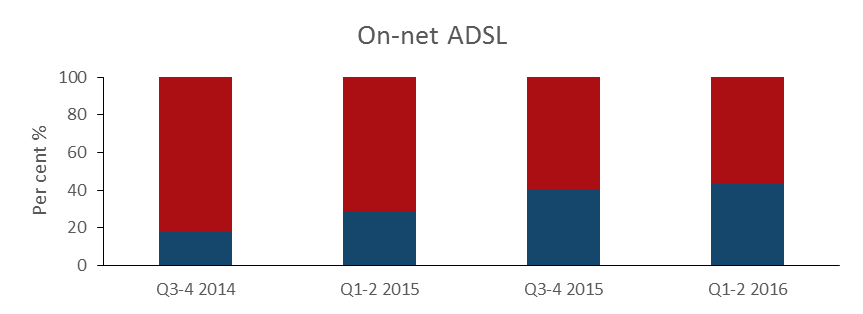 On-net ADSL
Per cent %
100
80
60
40
20
0
Q3-4 2014
Q1-2 2015
Q3-4 2015
Q1-2 2016